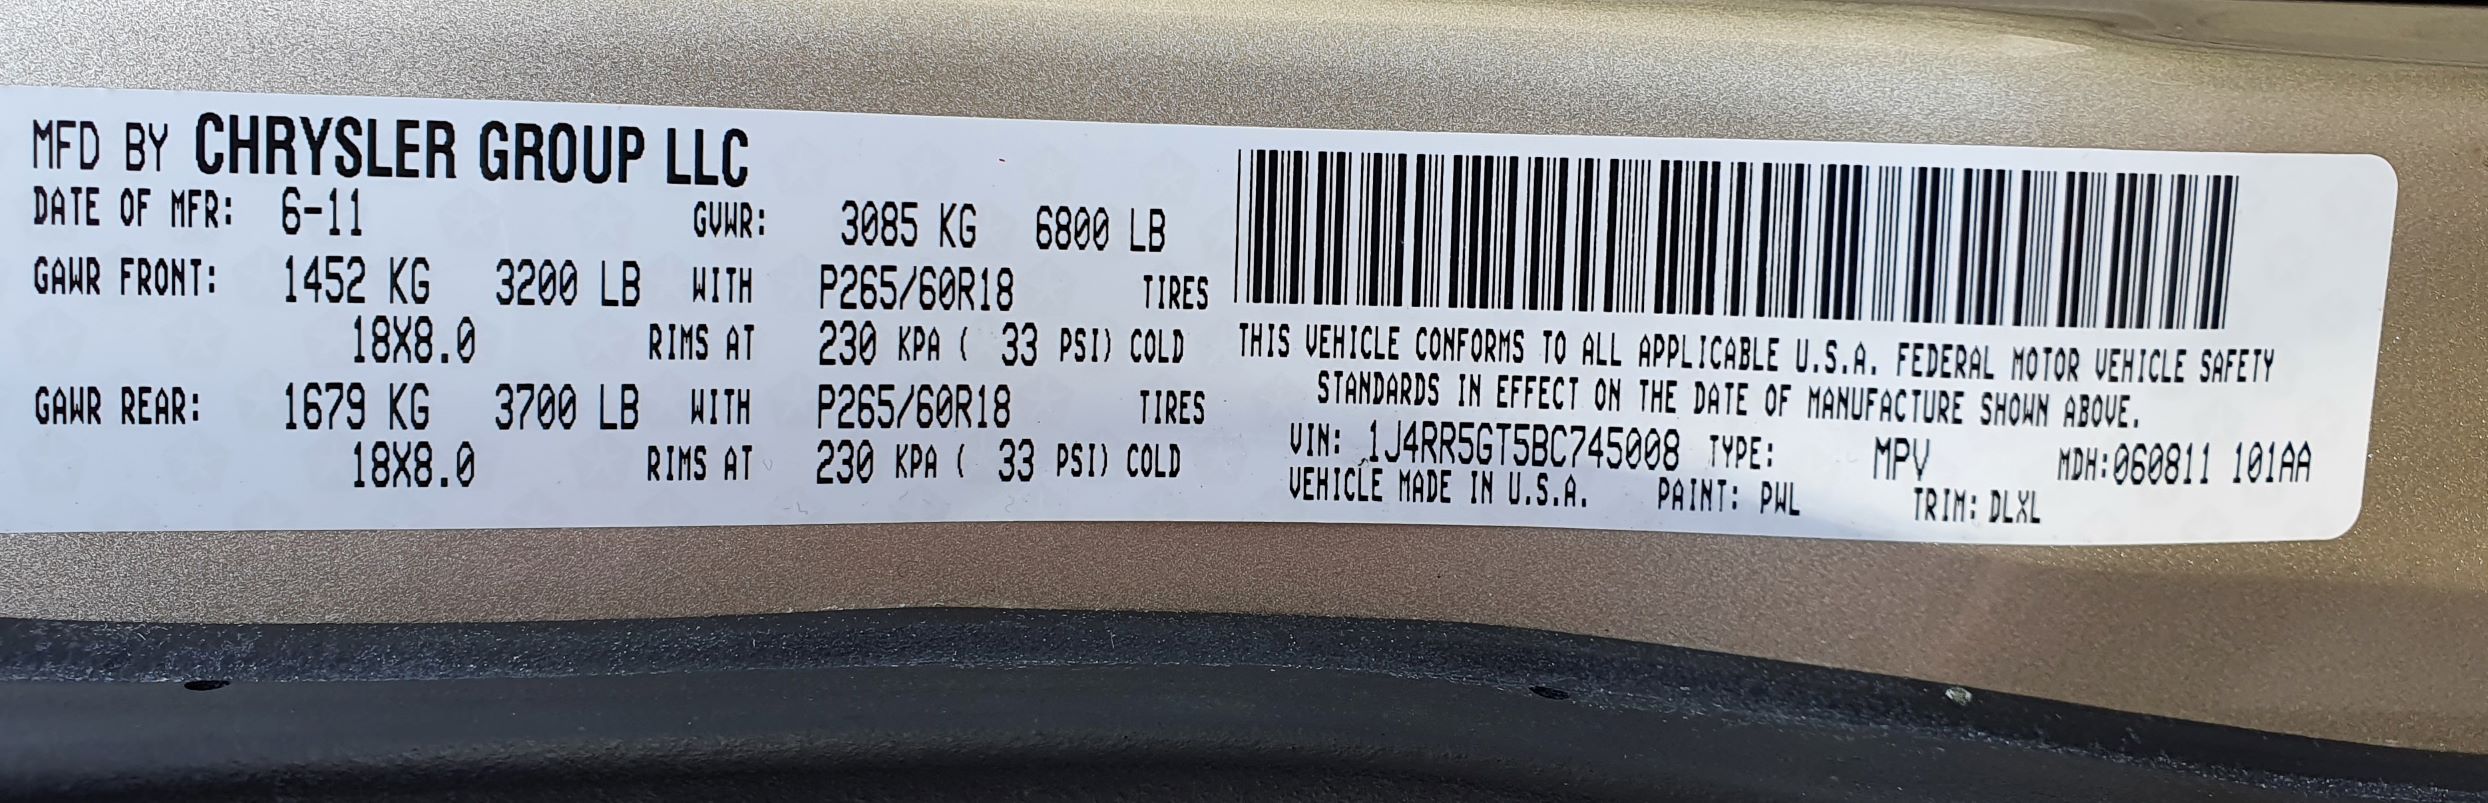 MFD BY CHRYSLER GROUP LLC
DATE OF MFR: 6-11 GVWR: 3085 KG 6800 LB
GAWR FRONT: 1452 KG 3200 LB WITH P265/60R18 TIRES
18X8.0 RIMS AT 230 KPA ( 33 PSI) COLD
GAWR REAR: 1679 KG 3700 LB WITH P265/60R18 TIRES
18X8.0 RIMS AT 230 KPA ( 33 PSI) COLD
THIS VEHICLE CONFORMS TO ALL APPLICABLE U.S.A. FEDERAL MOTOR VEHICLE SAFETY
STANDARDS IN EFFECT ON THE DATE OF MANUFACTURE SHOWN ABOVE.
VIN: 1J4RR5GT5BC745008 TYPE: MPV MDH:060811 101AA
VEHICLE MADE IN U.S.A. PAINT: PWL TRIM: DLXL